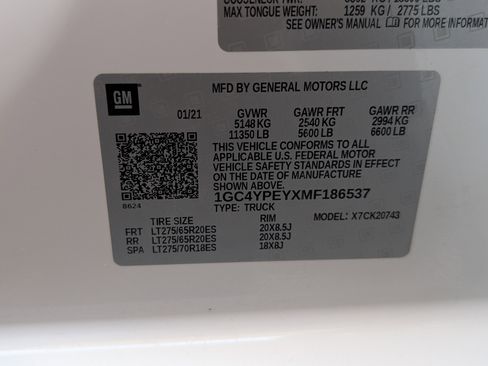 MAX TONGUE WEIGHT: 1259 KG / 2775 LBS
SEE OWNER'S MANUAL FOR MORE
GM
MFD BY GENERAL MOTORS LLC
01/21 GVWR GAWR FRT GAWR RR
5148 KG 2540 KG 2994 KG
11350 LB 5600 LB 6600 LB
THIS VEHICLE CONFORMS TO ALL
APPLICABLE U.S. FEDERAL MOTOR
VEHICLE SAFETY STANDARDS IN EFFECT
ON THE DATE OF MANUFACTURE SHOWN ABOVE.
1GC4YPEYXMF186537
8624
TYPE: TRUCK MODEL: X7CK20743
TIRE SIZE RIM
FRT LT275/65R20ES 20X8.5J
RR LT275/65R20ES 20X8.5J
SPA LT275/70R18ES 18X8J